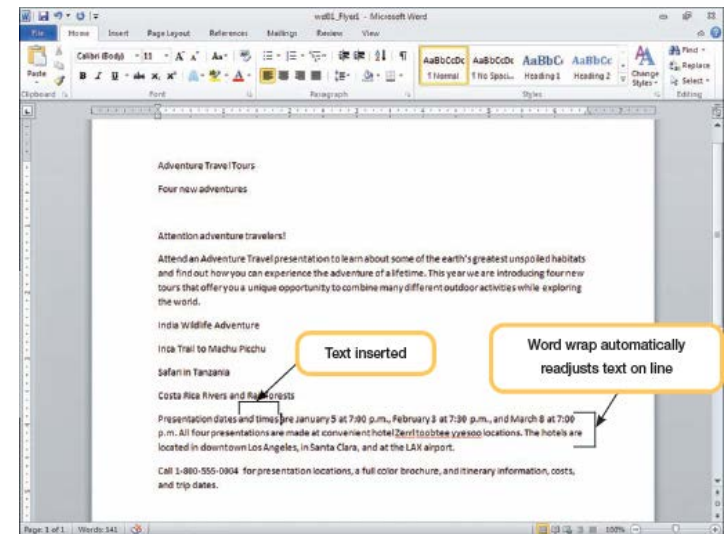 wd01_Flyer1 - Microsoft Word
File Home Insert Page Layout References Mailings Review View
Calibri (Body) 11 A A Aa
Find
Replace
Select
Paste
B I U abc x, x² A
AaBbCcDc AaBbCcDc AaBbC AaBbCc
¶ Normal ¶ No Spaci... Heading 1 Heading 2
Change Styles
Clipboard Font Paragraph Styles Editing
Adventure Travel Tours
Four new adventures
Attention adventure travelers!
Attend an Adventure Travel presentation to learn about some of the earth's greatest unspoiled habitats
and find out how you can experience the adventure of a lifetime. This year we are introducing four new
tours that offer you a unique opportunity to combine many different outdoor activities while exploring
the world.
India Wildlife Adventure
Inca Trail to Machu Picchu
Safari in Tanzania
Costa Rica Rivers and Rainforests
Text inserted
Word wrap automatically
readjusts text on line
Presentation dates and times are January 5 at 7:00 p.m., February 3 at 7:30 p.m., and March 8 at 7:00
p.m. All four presentations are made at convenient hotel locations. The hotels are
located in downtown Los Angeles, in Santa Clara, and at the LAX airport.
Call 1-800-555-0004 for presentation locations, a full color brochure, and itinerary information, costs,
and trip dates.
Page: 1 of 1 Words: 141 100%